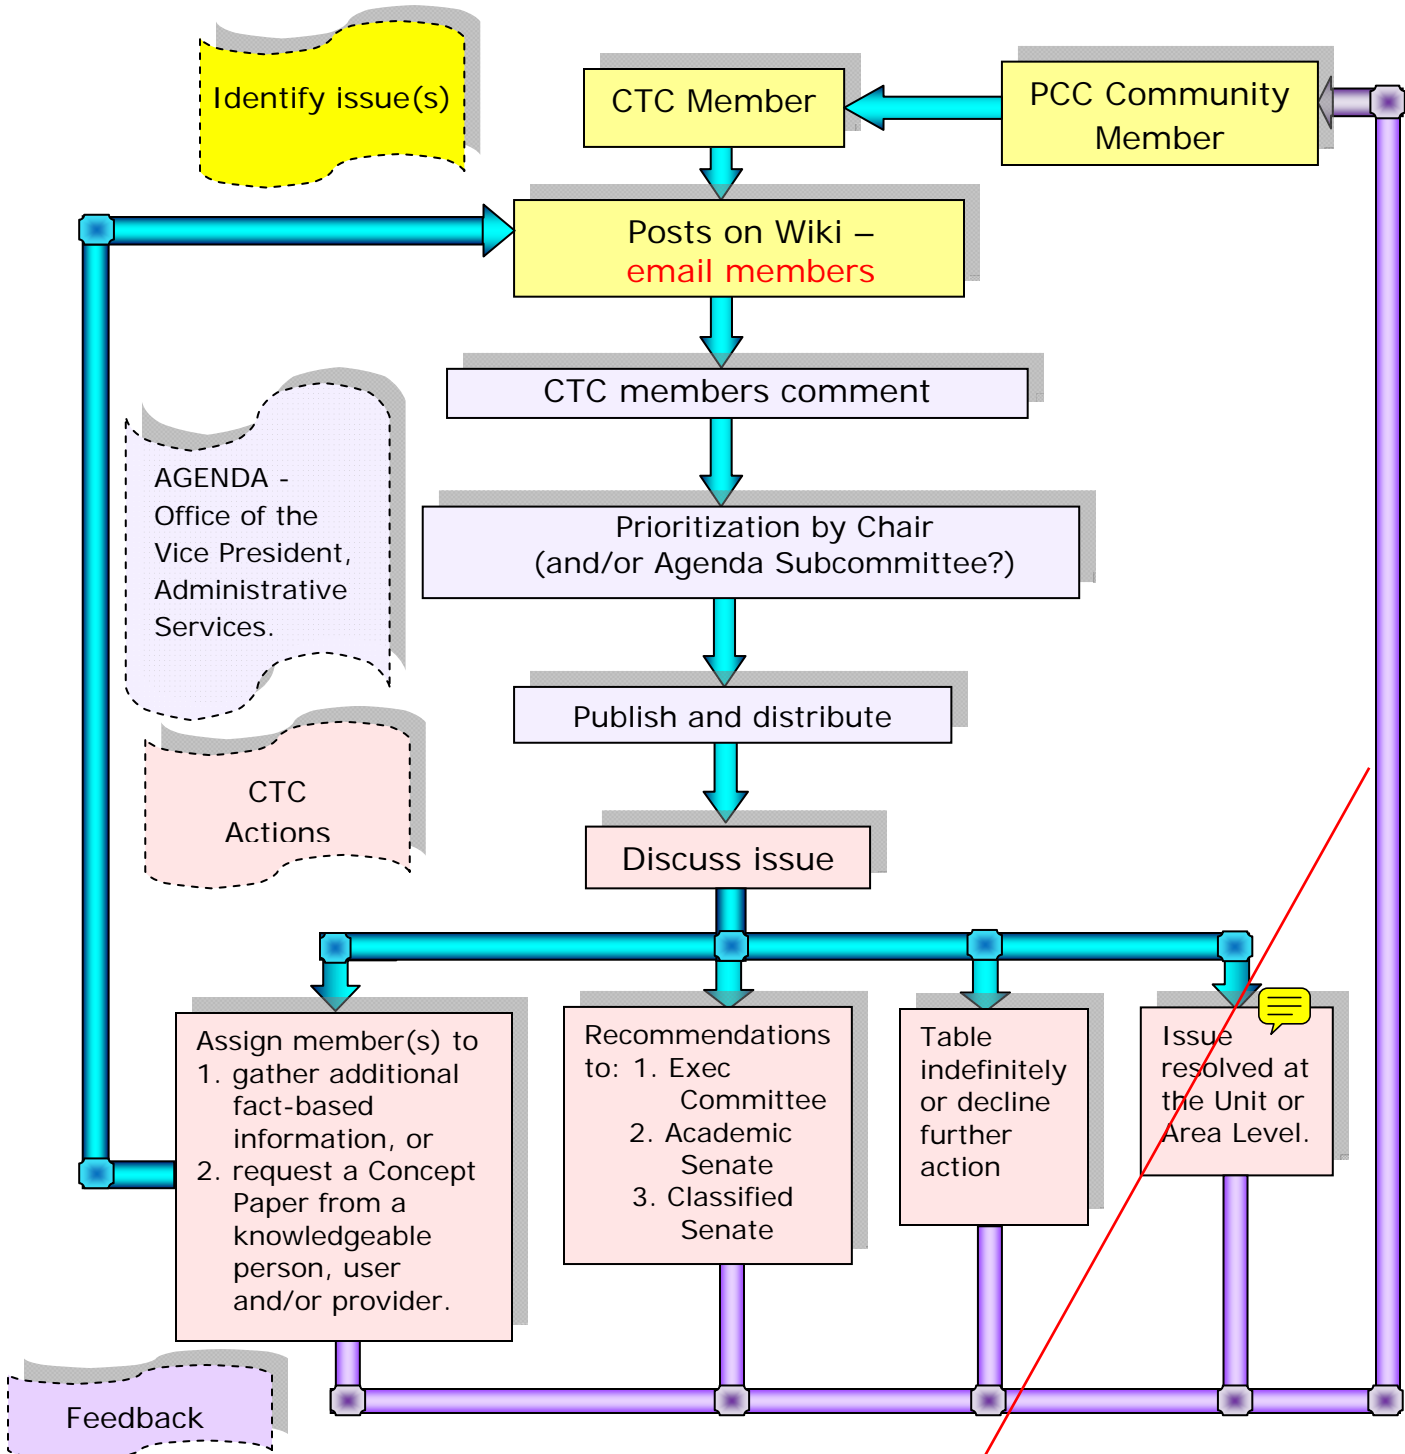 Identify issue(s)
CTC Member
PCC Community
Member
Posts on Wiki –
email members
CTC members comment
AGENDA -
Office of the
Vice President,
Administrative
Services.
Prioritization by Chair
(and/or Agenda Subcommittee?)
Publish and distribute
CTC
Actions
Discuss issue
Assign member(s) to
1. gather additional
fact-based
information, or
2. request a Concept
Paper from a
knowledgeable
person, user
and/or provider.
Recommendations
to: 1. Exec
Committee
2. Academic
Senate
3. Classified
Senate
Table
indefinitely
or decline
further
action
Issue
resolved at
the Unit or
Area Level.
Feedback